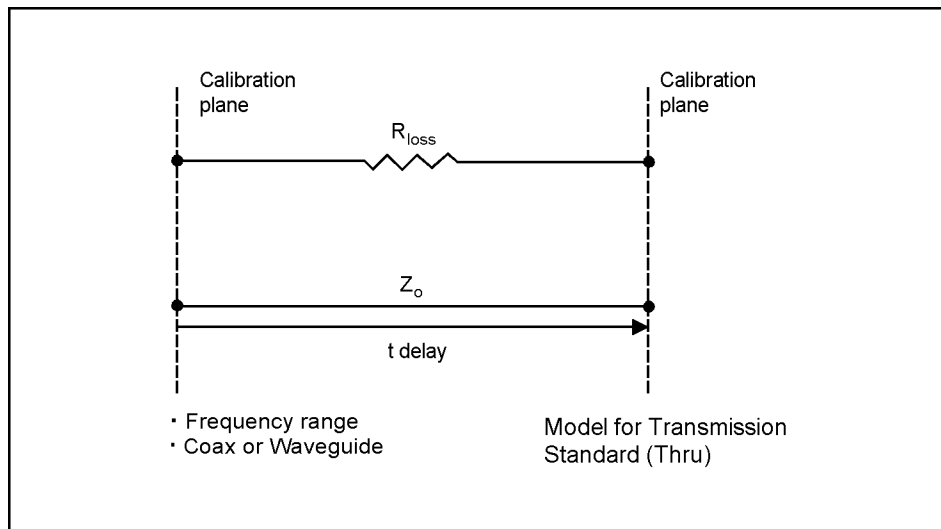 Calibration
plane
Calibration
plane
R_loss
Z_o
t delay
· Frequency range
· Coax or Waveguide
Model for Transmission
Standard (Thru)